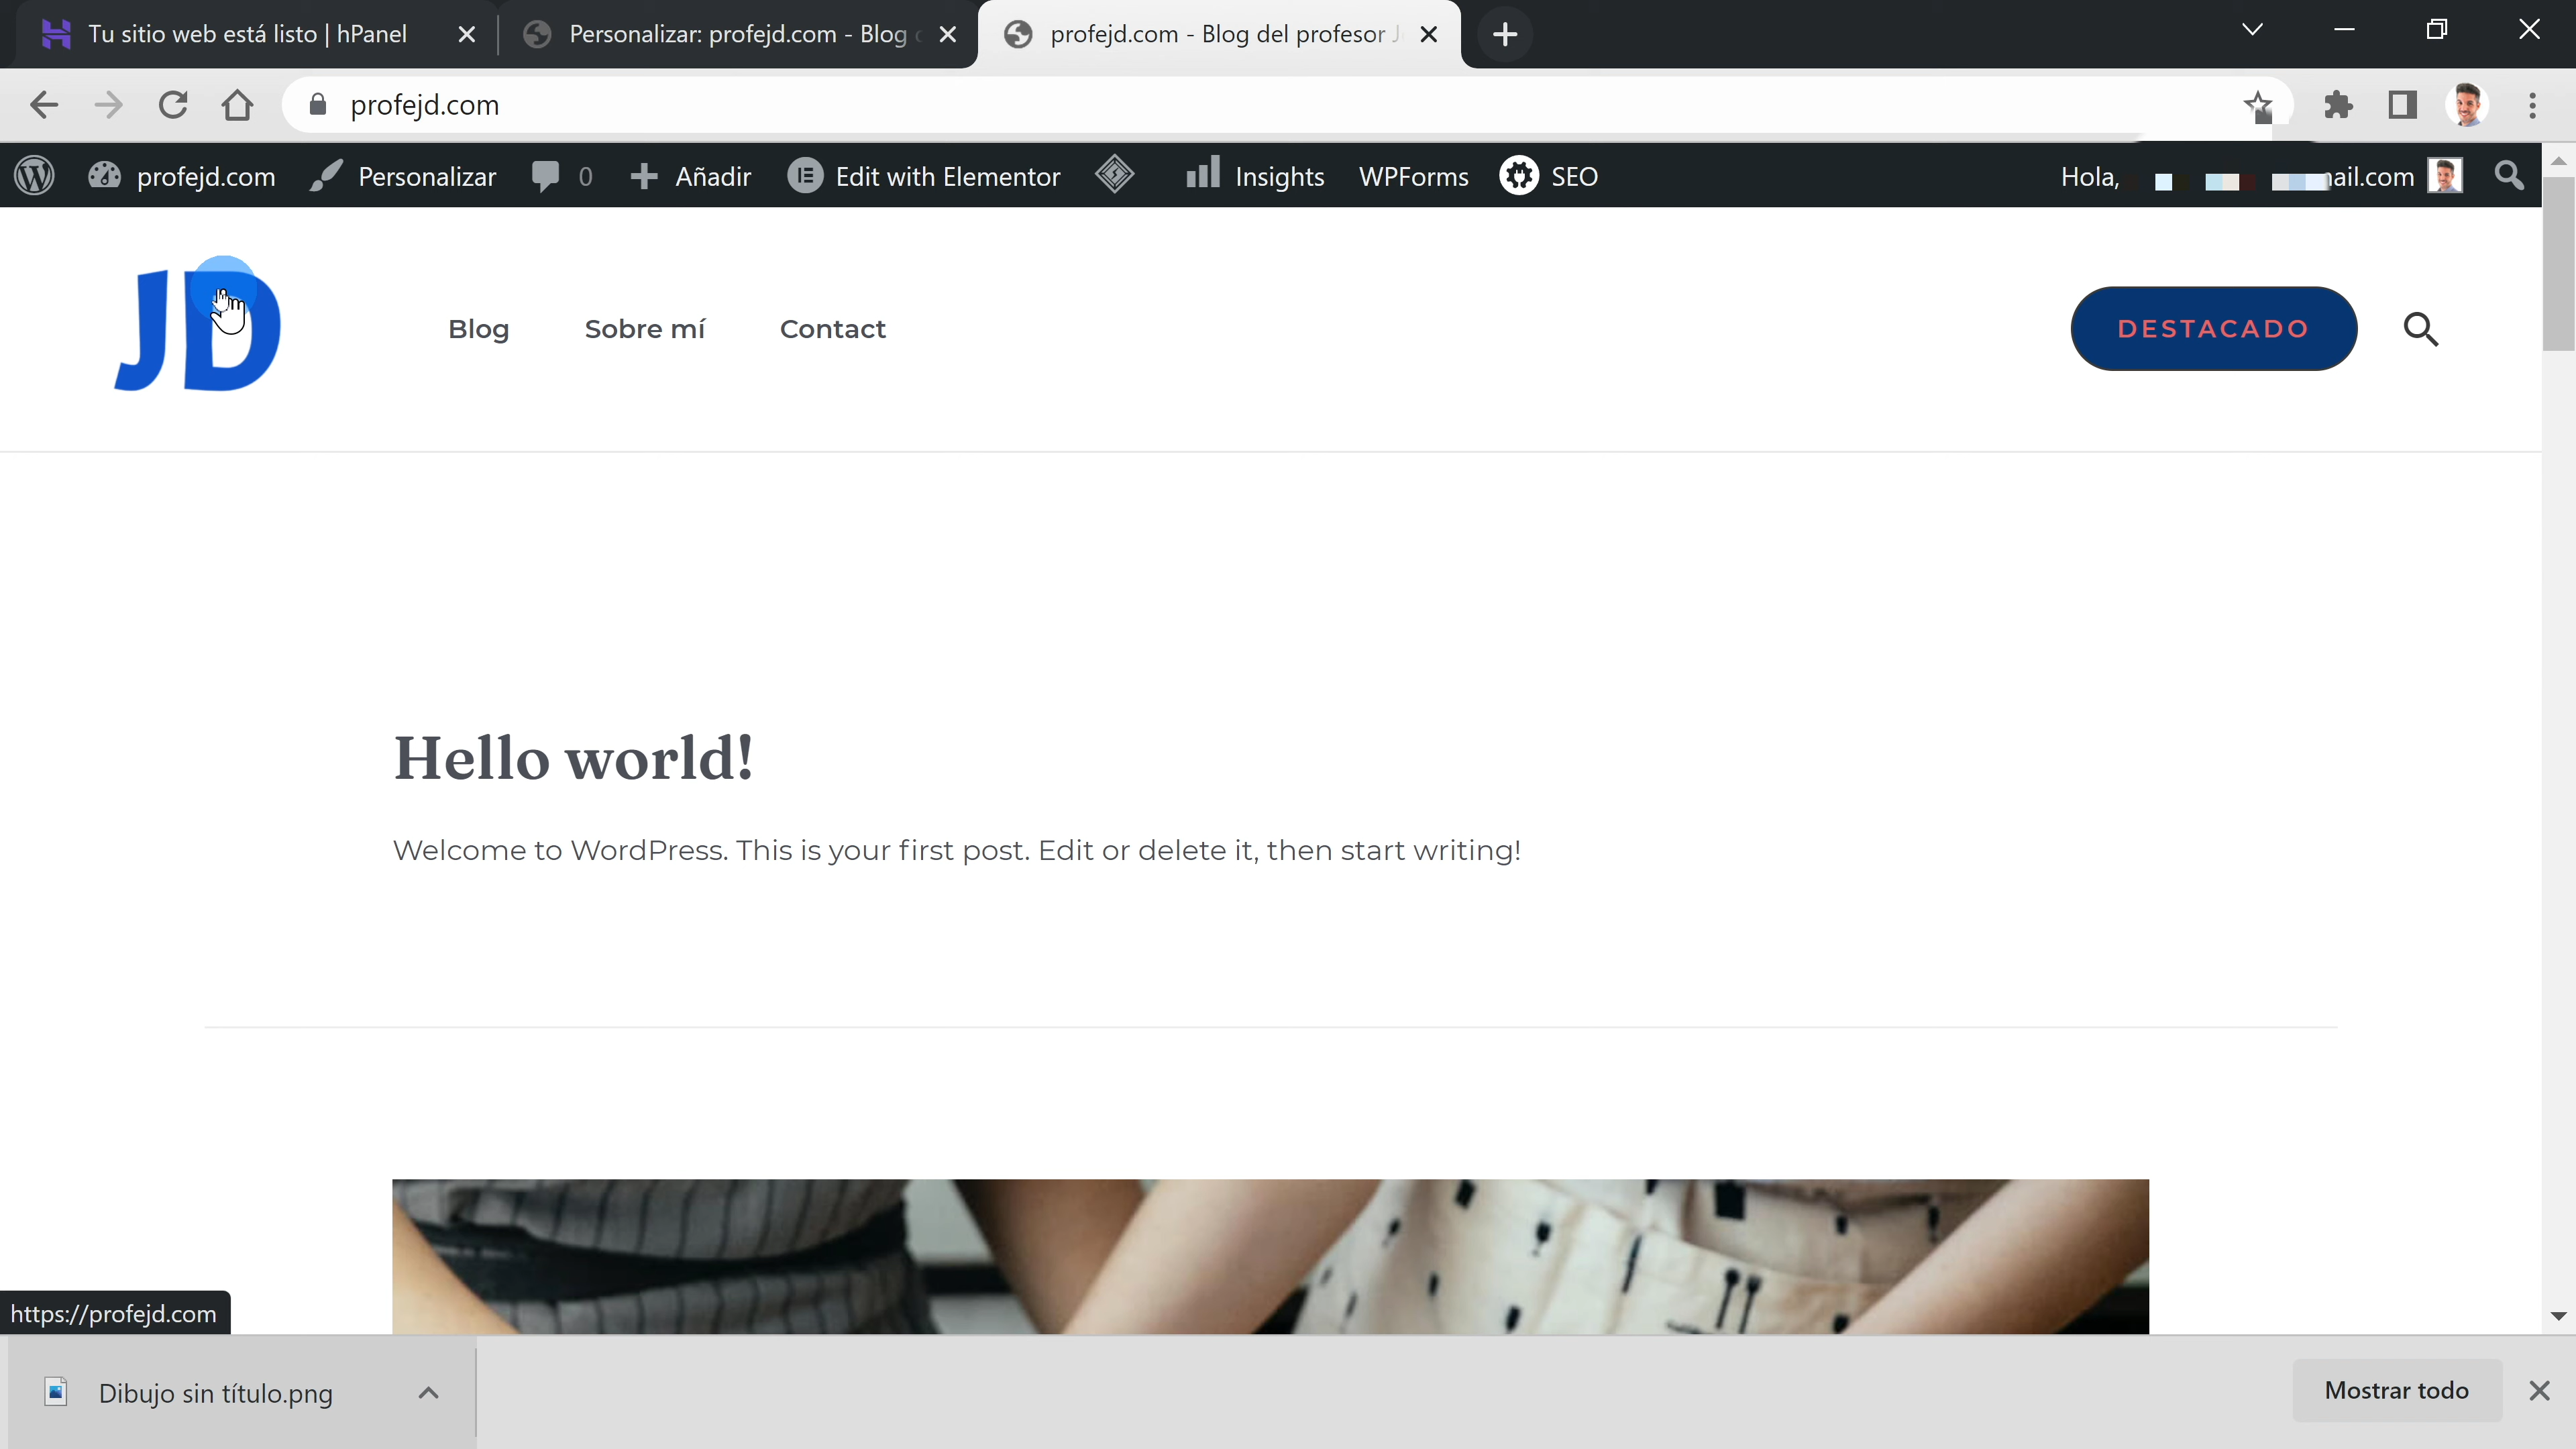 Tu sitio web está listo | hPanel
Personalizar: profejd.com - Blog
profejd.com - Blog del profesor J
profejd.com
profejd.com Personalizar 0 Añadir Edit with Elementor Insights WPForms SEO Hola, ail.com
JD
Blog Sobre mí Contact DESTACADO
Hello world!
Welcome to WordPress. This is your first post. Edit or delete it, then start writing!
https://profejd.com
Dibujo sin título.png Mostrar todo